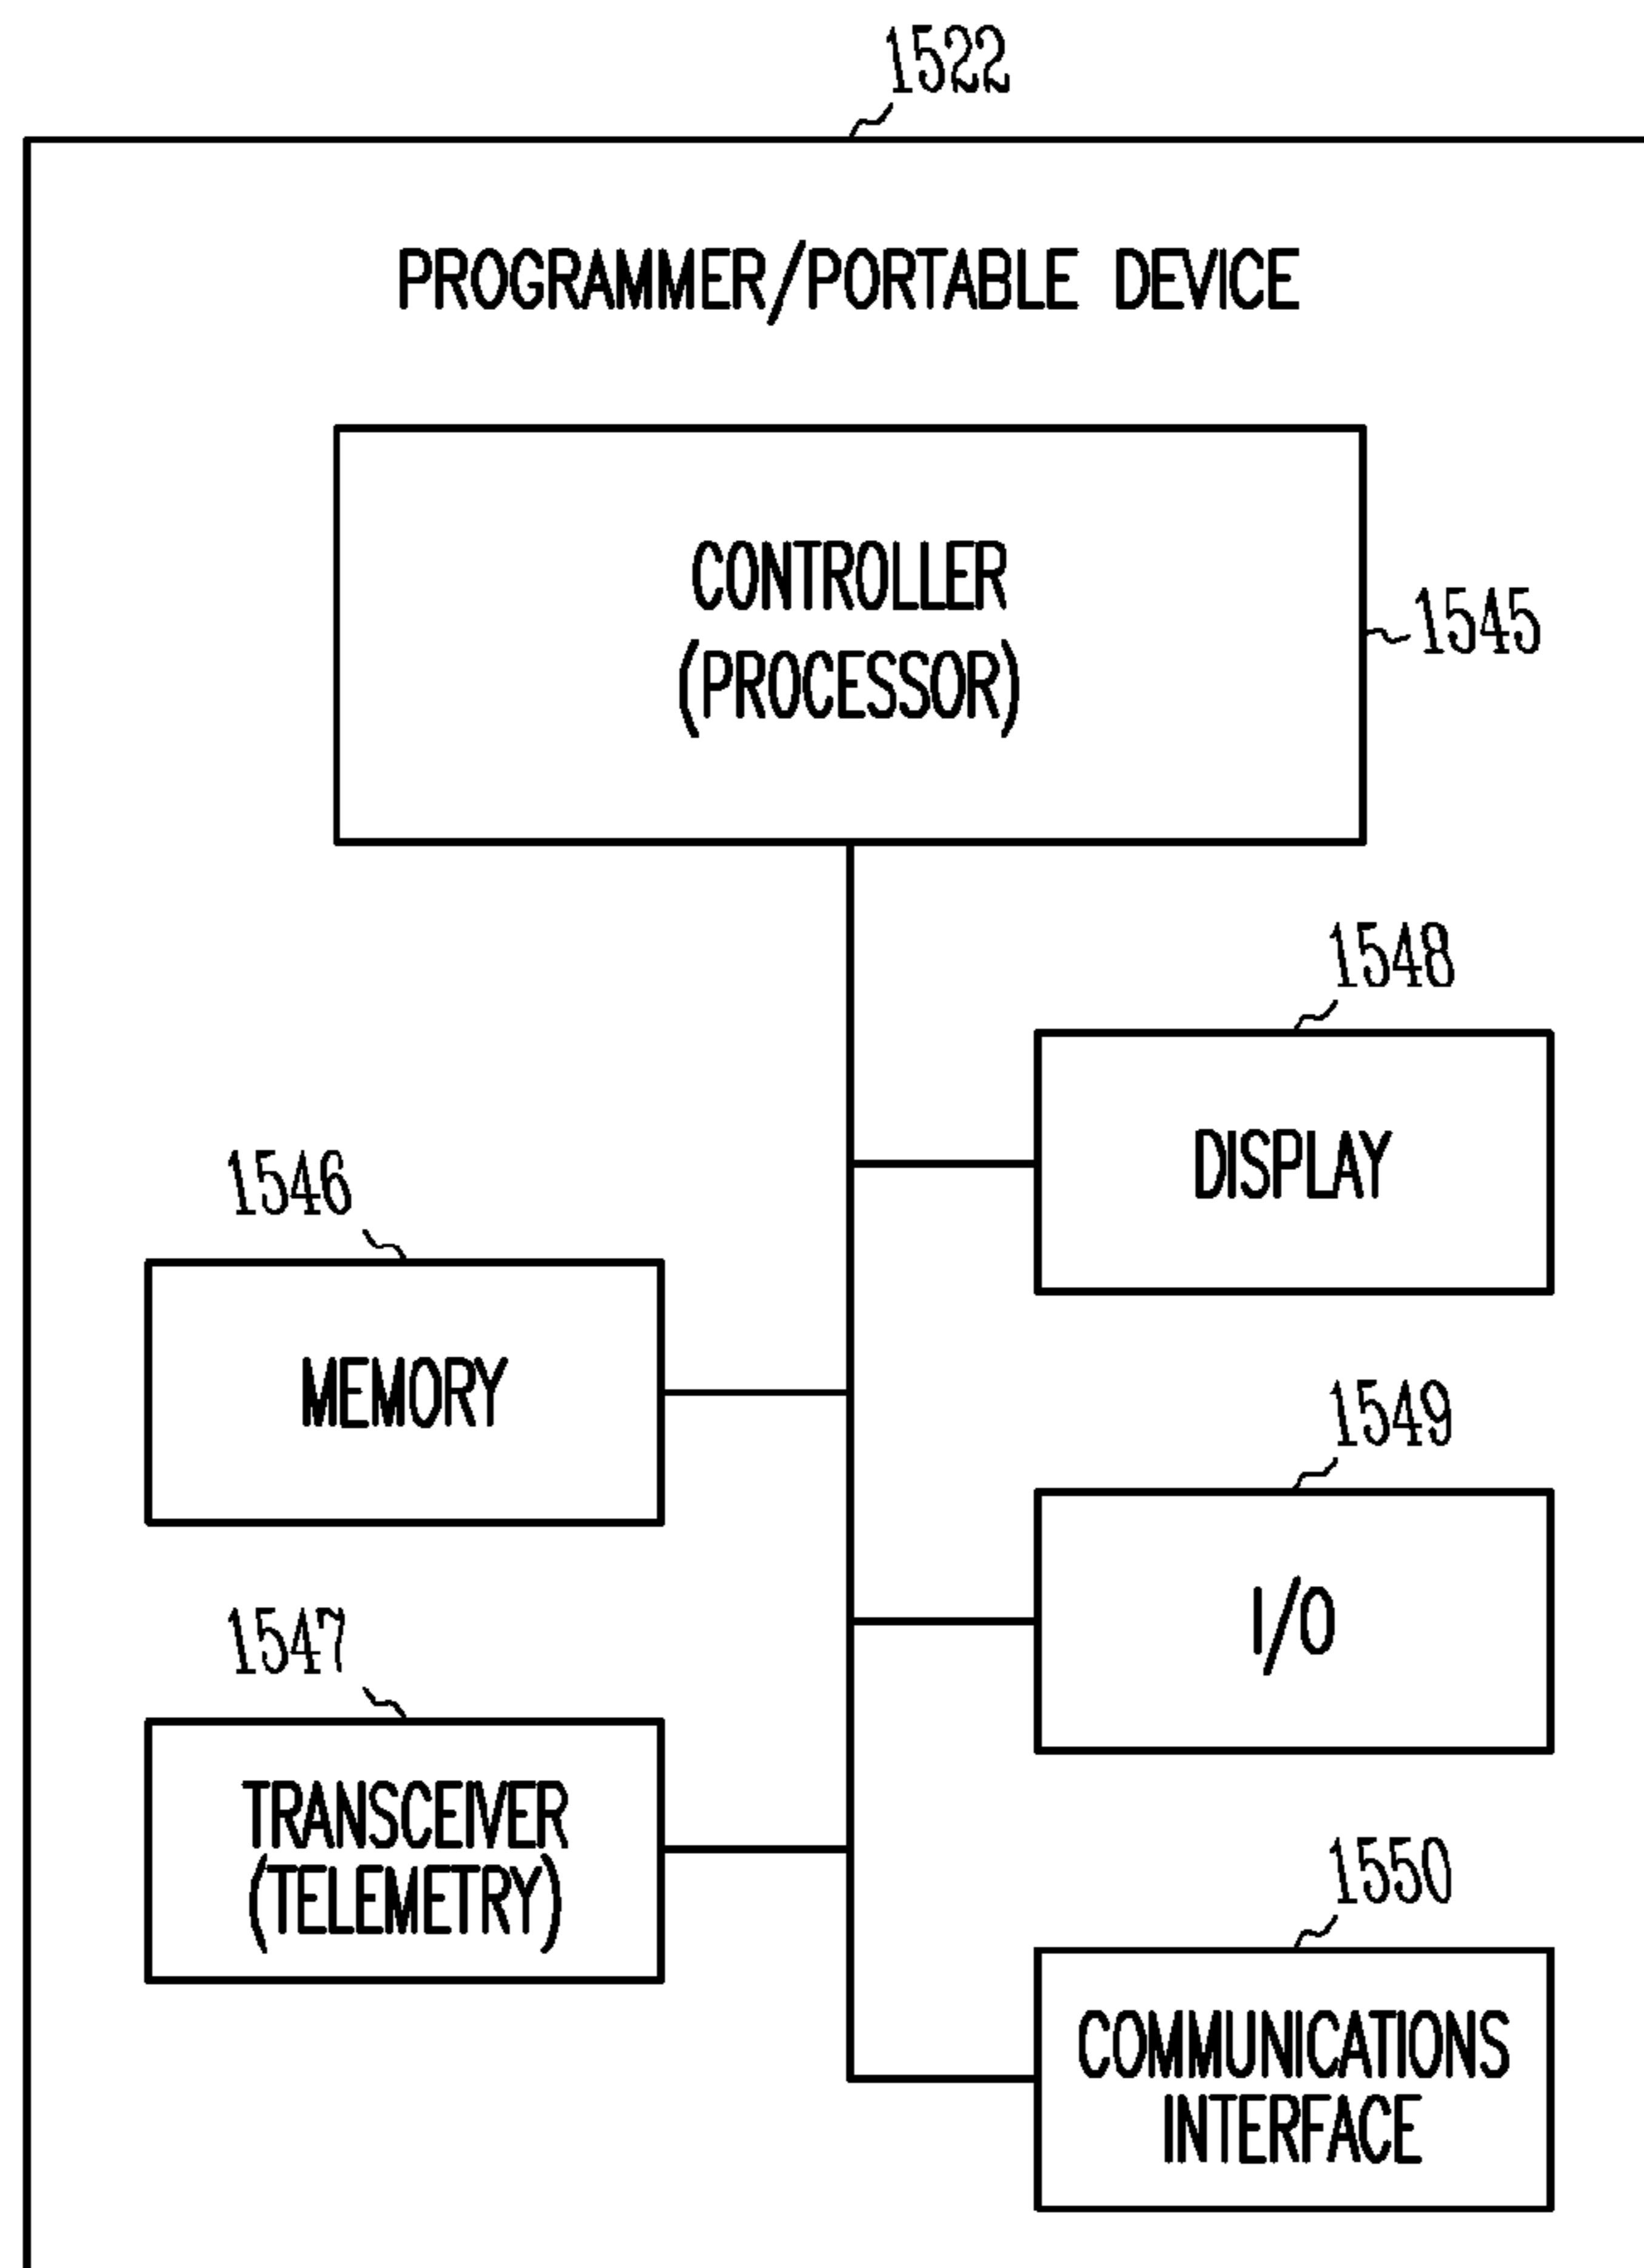 1522
PROGRAMMER/PORTABLE DEVICE
CONTROLLER
(PROCESSOR)
1545
1548
DISPLAY
1546
MEMORY
1549
I/O
1547
TRANSCEIVER
(TELEMETRY)
1550
COMMUNICATIONS
INTERFACE